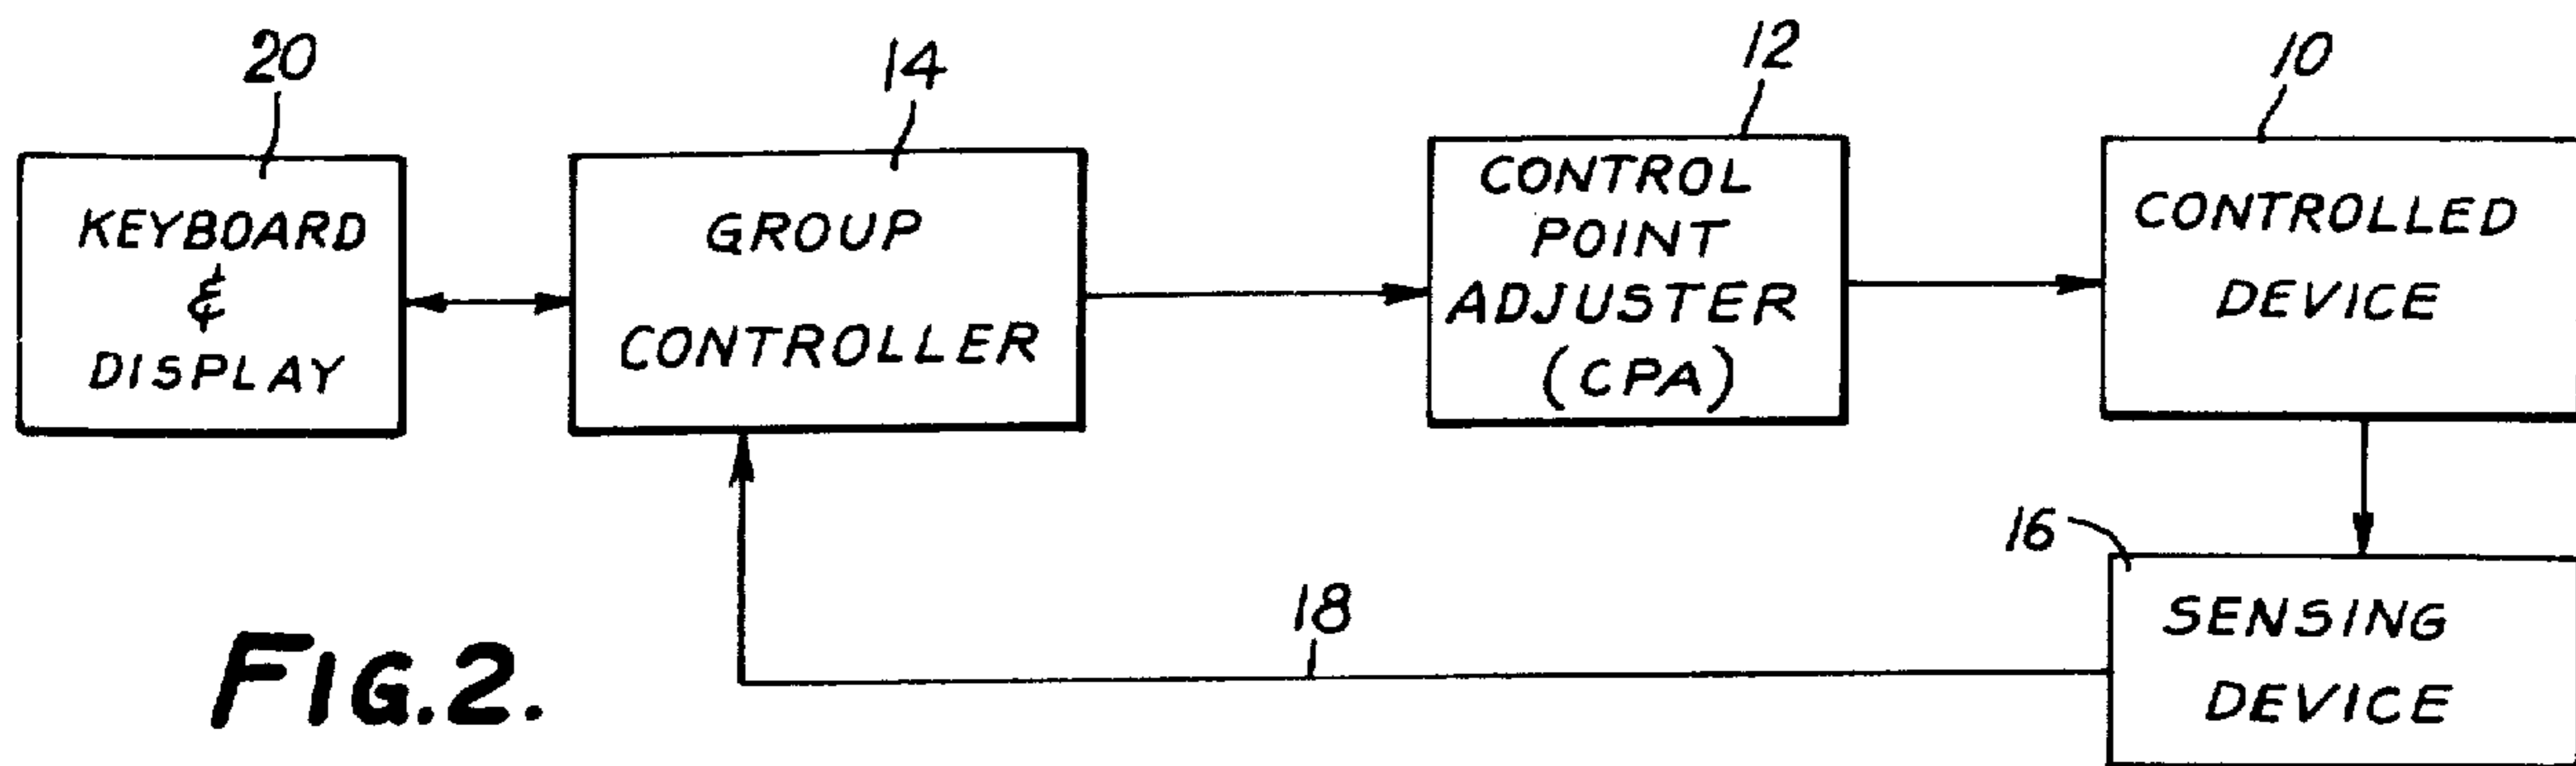 20
14
12
10
KEYBOARD
&
DISPLAY
GROUP
CONTROLLER
CONTROL
POINT
ADJUSTER
(CPA)
CONTROLLED
DEVICE
16
18
SENSING
DEVICE
FIG.2.